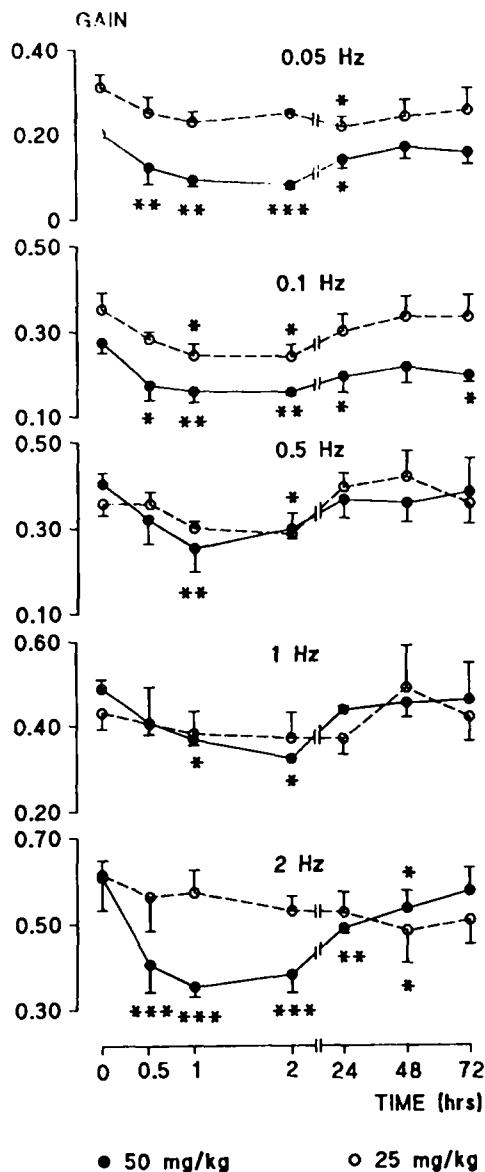 GAIN
0.40
0.05 Hz
*
0.20
0
** ** *** *
0.50
0.1 Hz
* *
0.30
0.10
* ** ** * *
0.50
0.5 Hz
*
0.30
**
0.10
0.60
1 Hz
0.40
* *
0.20
0.70
2 Hz
*
0.50
** *
0.30
*** *** ***
0 0.5 1 2 24 48 72
TIME (hrs)
● 50 mg/kg ○ 25 mg/kg